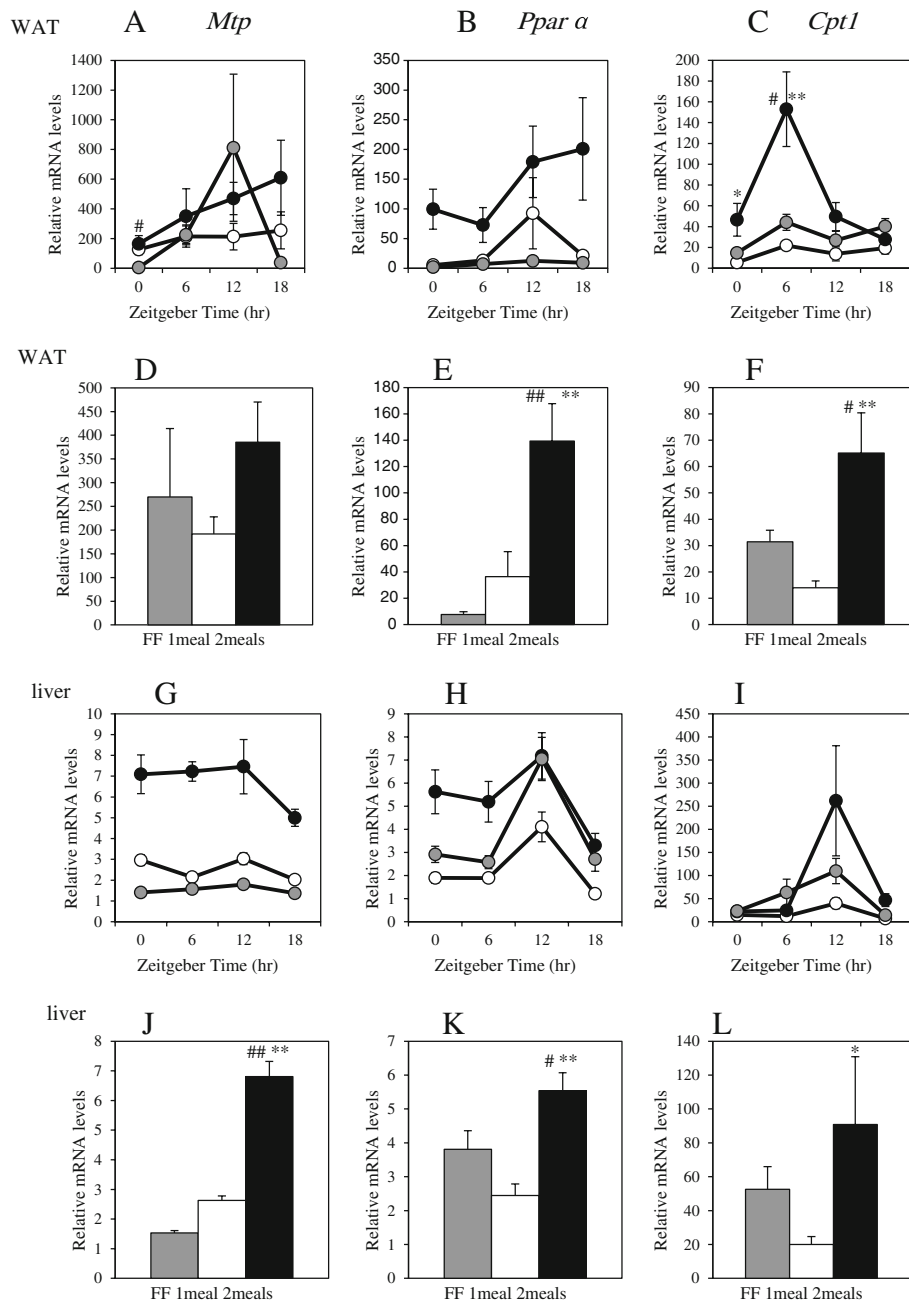 WAT A Mtp B Ppar α C Cpt1
Relative mRNA levels
1400
1200
1000
800
600
400
200
0
#
0 6 12 18
Zeitgeber Time (hr)
Relative mRNA levels
350
300
250
200
150
100
50
0
0 6 12 18
Zeitgeber Time (hr)
Relative mRNA levels
200
180
160
140
120
100
80
60
40
20
0
*
# **
0 6 12 18
Zeitgeber Time (hr)
WAT
D
Relative mRNA levels
500
450
400
350
300
250
200
150
100
50
0
FF 1meal 2meals
E
Relative mRNA levels
180
160
140
120
100
80
60
40
20
0
## **
FF 1meal 2meals
F
Relative mRNA levels
90
80
70
60
50
40
30
20
10
0
# **
FF 1meal 2meals
liver
G
Relative mRNA levels
10
9
8
7
6
5
4
3
2
1
0
0 6 12 18
Zeitgeber Time (hr)
H
Relative mRNA levels
9
8
7
6
5
4
3
2
1
0
0 6 12 18
Zeitgeber Time (hr)
I
Relative mRNA levels
450
400
350
300
250
200
150
100
50
0
0 6 12 18
Zeitgeber Time (hr)
liver
J
Relative mRNA levels
8
7
6
5
4
3
2
1
0
## **
FF 1meal 2meals
K
Relative mRNA levels
7
6
5
4
3
2
1
0
# **
FF 1meal 2meals
L
Relative mRNA levels
140
120
100
80
60
40
20
0
*
FF 1meal 2meals